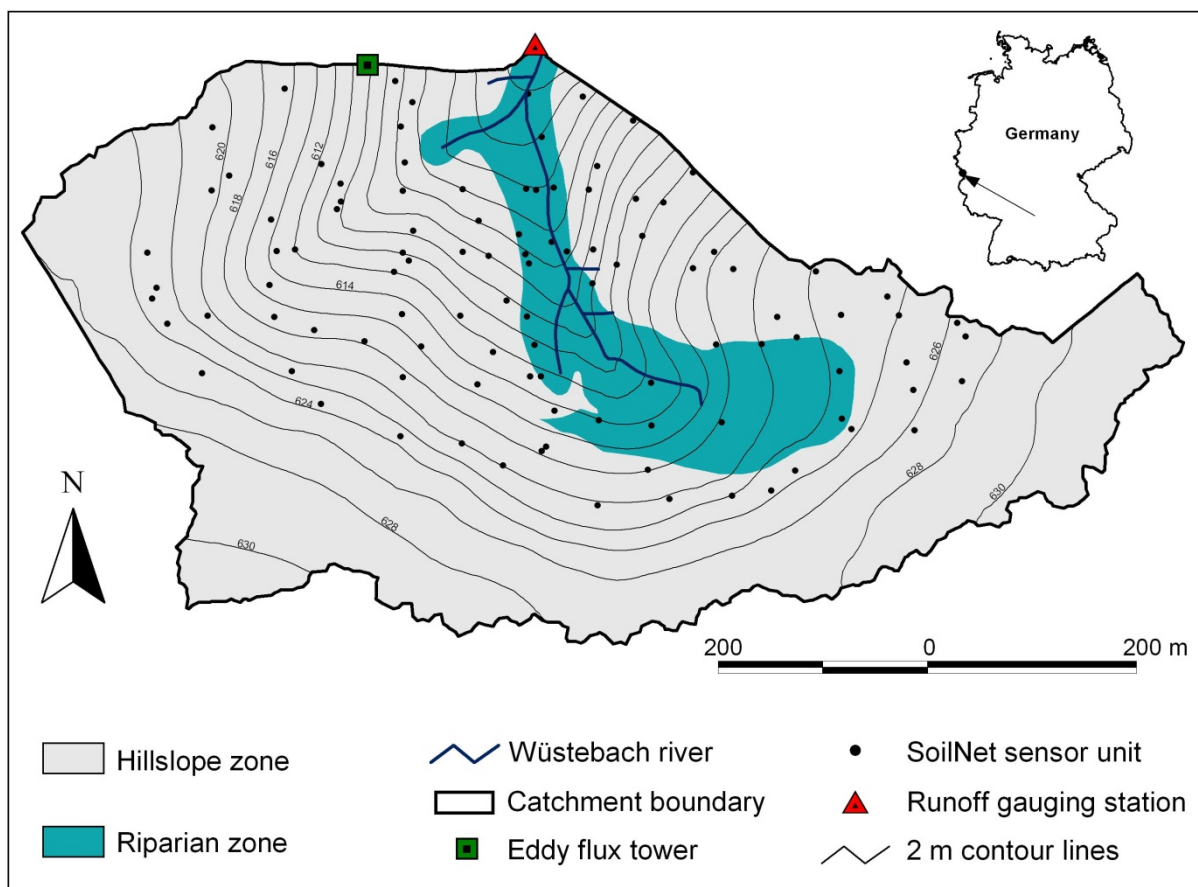 Germany
620
616
612
618
614
624
626
628
628
630
630
N
200 0 200 m
Hillslope zone
Wüstebach river
SoilNet sensor unit
Catchment boundary
Runoff gauging station
Riparian zone
Eddy flux tower
2 m contour lines